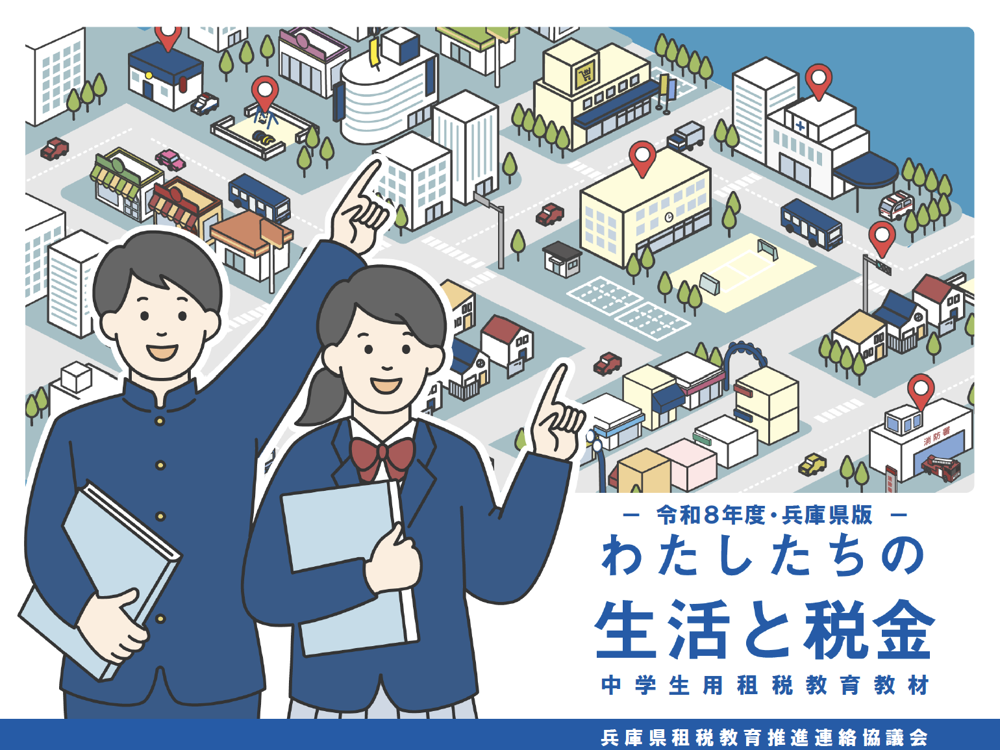 消防署
― 令和8年度・兵庫県版 ―
わたしたちの
生活と税金
中学生用租税教育教材
兵庫県租税教育推進連絡協議会